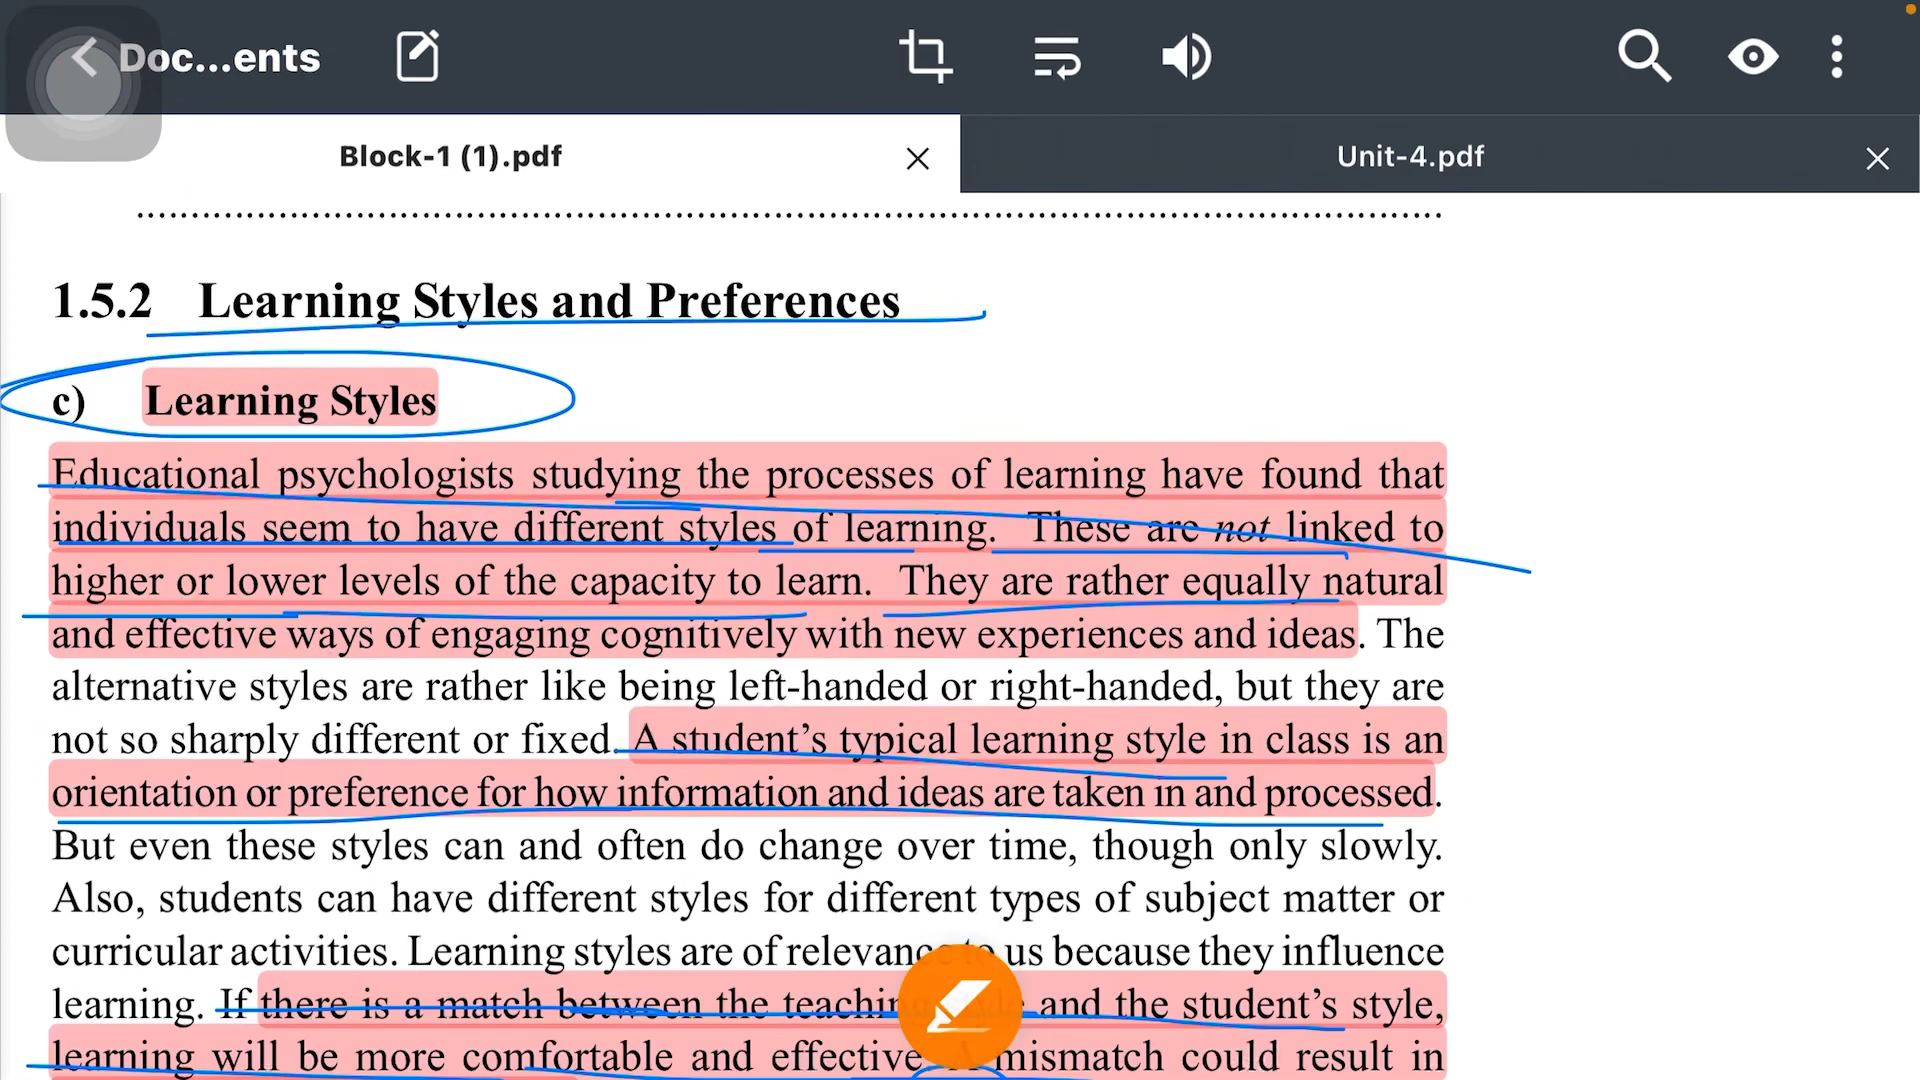 Doc...ents
Block-1 (1).pdf
Unit-4.pdf
1.5.2 Learning Styles and Preferences
c) Learning Styles
Educational psychologists studying the processes of learning have found that
individuals seem to have different styles of learning. These are not linked to
higher or lower levels of the capacity to learn. They are rather equally natural
and effective ways of engaging cognitively with new experiences and ideas. The
alternative styles are rather like being left-handed or right-handed, but they are
not so sharply different or fixed. A student’s typical learning style in class is an
orientation or preference for how information and ideas are taken in and processed.
But even these styles can and often do change over time, though only slowly.
Also, students can have different styles for different types of subject matter or
curricular activities. Learning styles are of relevance to us because they influence
learning. If there is a match between the teaching style and the student’s style,
learning will be more comfortable and effective. A mismatch could result in